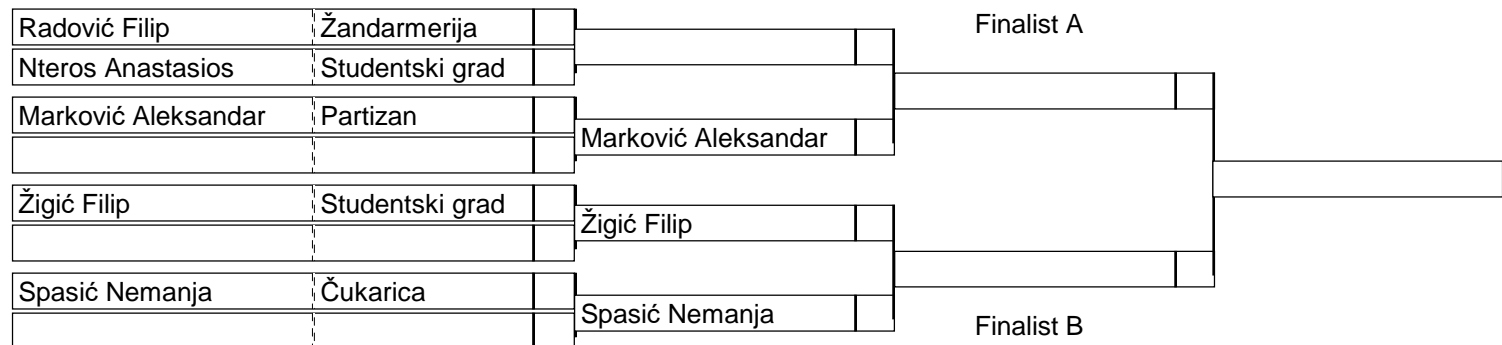 Radović Filip Žandarmerija
Nteros Anastasios Studentski grad
Marković Aleksandar Partizan
Žigić Filip Studentski grad
Spasić Nemanja Čukarica
Marković Aleksandar
Žigić Filip
Spasić Nemanja
Finalist A
Finalist B